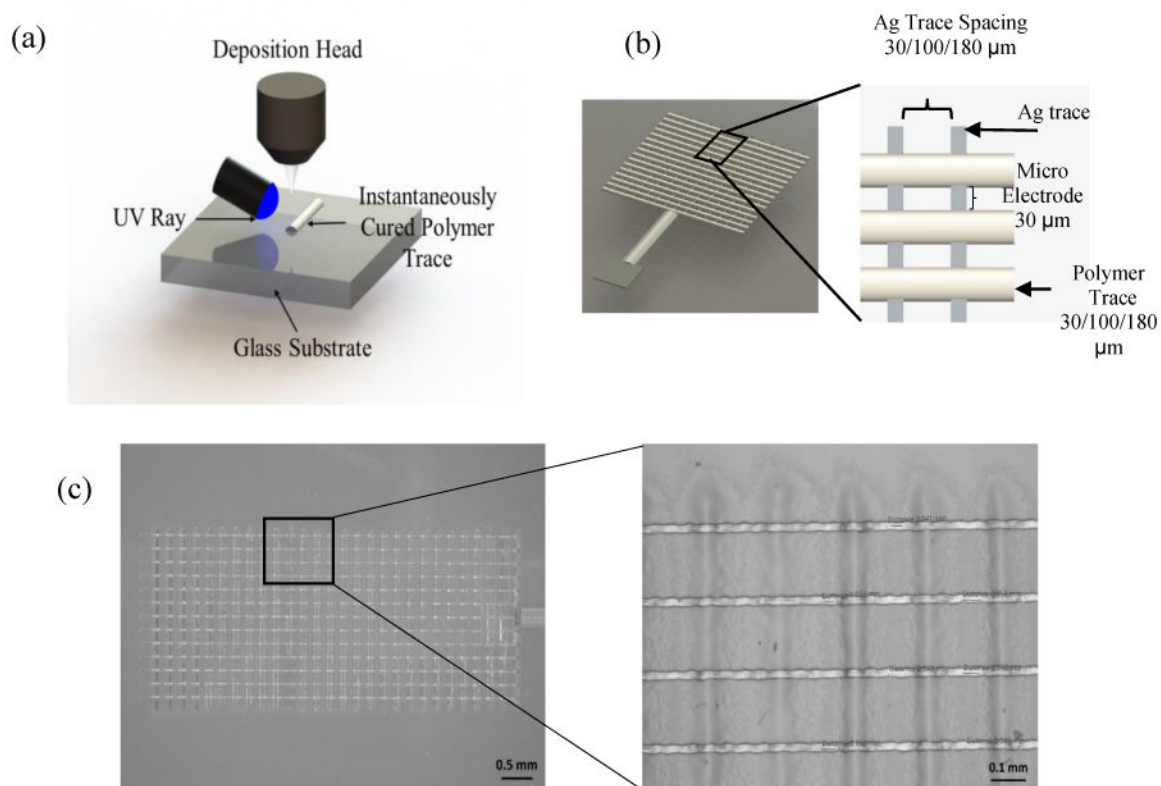 (a)
Deposition Head
UV Ray
Instantaneously
Cured Polymer
Trace
Glass Substrate
(b)
Ag Trace Spacing
30/100/180 μm
Ag trace
Micro
Electrode
30 μm
Polymer
Trace
30/100/180
μm
(c)
0.5 mm
0.1 mm